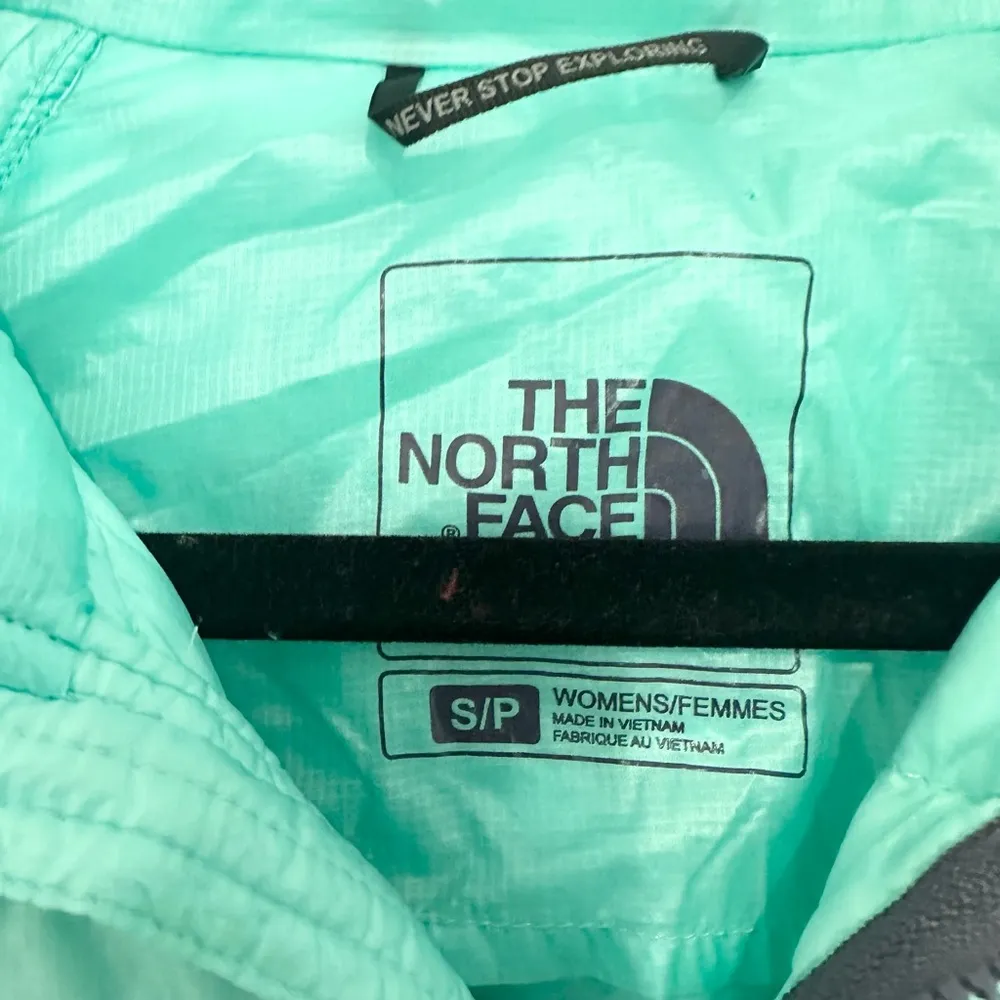 NEVER STOP EXPLORING
THE
NORTH
® FACE
S/P
WOMENS/FEMMES
MADE IN VIETNAM
FABRIQUE AU VIETNAM